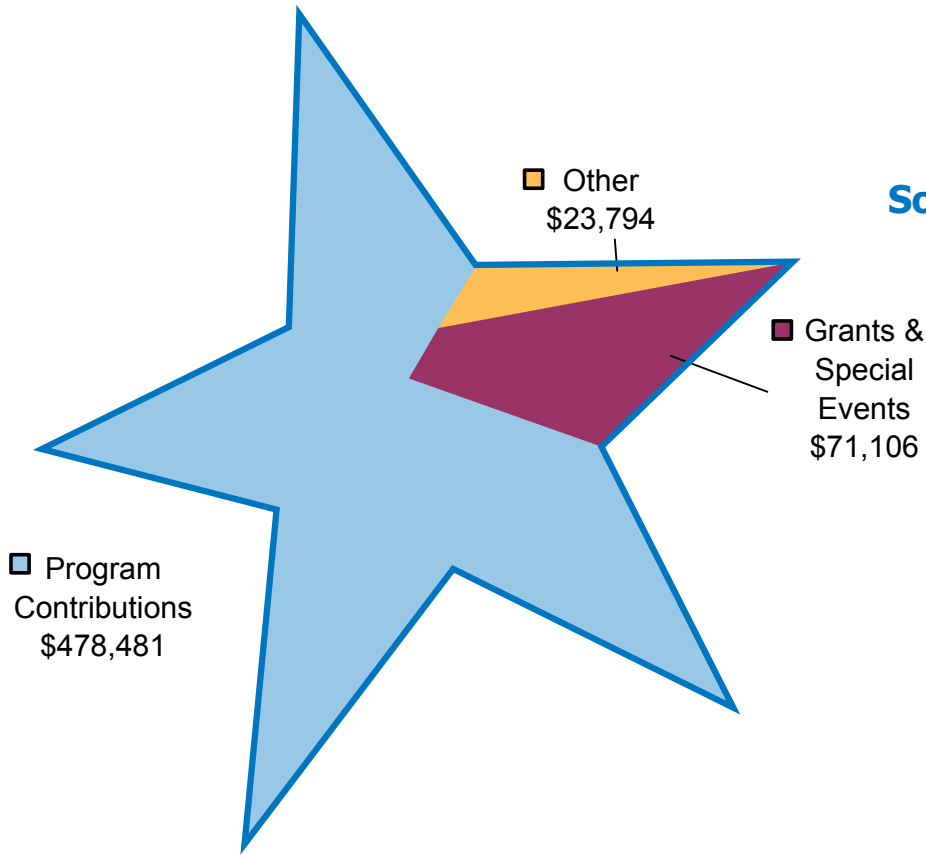 Other
$23,794
Grants &
Special
Events
$71,106
Program
Contributions
$478,481